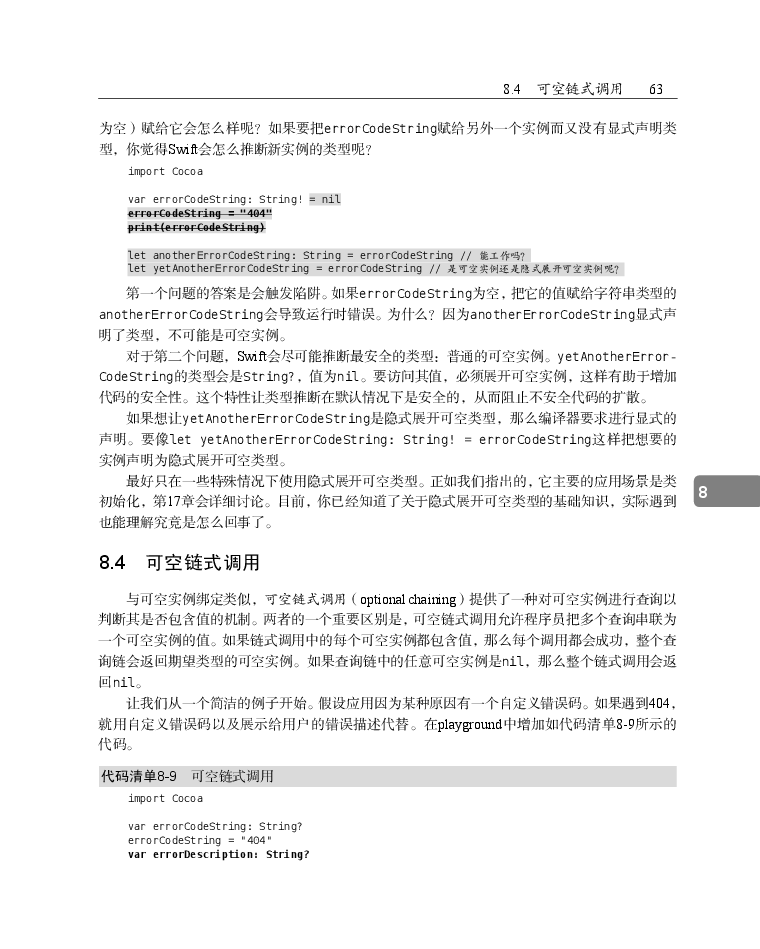 8.4 可空链式调用 63
为空）赋给它会怎么样呢？如果要把errorCodeString赋给另外一个实例而又没有显式声明类
型，你觉得Swift会怎么推断新实例的类型呢？
import Cocoa
var errorCodeString: String! = nil
errorCodeString = "404"
print(errorCodeString)
let anotherErrorCodeString: String = errorCodeString // 能工作吗？
let yetAnotherErrorCodeString = errorCodeString // 是可空实例还是隐式展开可空实例呢？
第一个问题的答案是会触发陷阱。如果errorCodeString为空，把它的值赋给字符串类型的
anotherErrorCodeString会导致运行时错误。为什么？因为anotherErrorCodeString显式声
明了类型，不可能是可空实例。
对于第二个问题，Swift会尽可能推断最安全的类型：普通的可空实例。yetAnotherError-
CodeString的类型会是String?，值为nil。要访问其值，必须展开可空实例，这样有助于增加
代码的安全性。这个特性让类型推断在默认情况下是安全的，从而阻止不安全代码的扩散。
如果想让yetAnotherErrorCodeString是隐式展开可空类型，那么编译器要求进行显式的
声明。要像let yetAnotherErrorCodeString: String! = errorCodeString这样把想要的
实例声明为隐式展开可空类型。
最好只在一些特殊情况下使用隐式展开可空类型。正如我们指出的，它主要的应用场景是类
初始化，第17章会详细讨论。目前，你已经知道了关于隐式展开可空类型的基础知识，实际遇到
也能理解究竟是怎么回事了。
8
8.4 可空链式调用
与可空实例绑定类似，可空链式调用（optional chaining）提供了一种对可空实例进行查询以
判断其是否包含值的机制。两者的一个重要区别是，可空链式调用允许程序员把多个查询串联为
一个可空实例的值。如果链式调用中的每个可空实例都包含值，那么每个调用都会成功，整个查
询链会返回期望类型的可空实例。如果查询链中的任意可空实例是nil，那么整个链式调用会返
回nil。
让我们从一个简洁的例子开始。假设应用因为某种原因有一个自定义错误码。如果遇到404，
就用自定义错误码以及展示给用户的错误描述代替。在playground中增加如代码清单8-9所示的
代码。
代码清单8-9 可空链式调用
import Cocoa
var errorCodeString: String?
errorCodeString = "404"
var errorDescription: String?